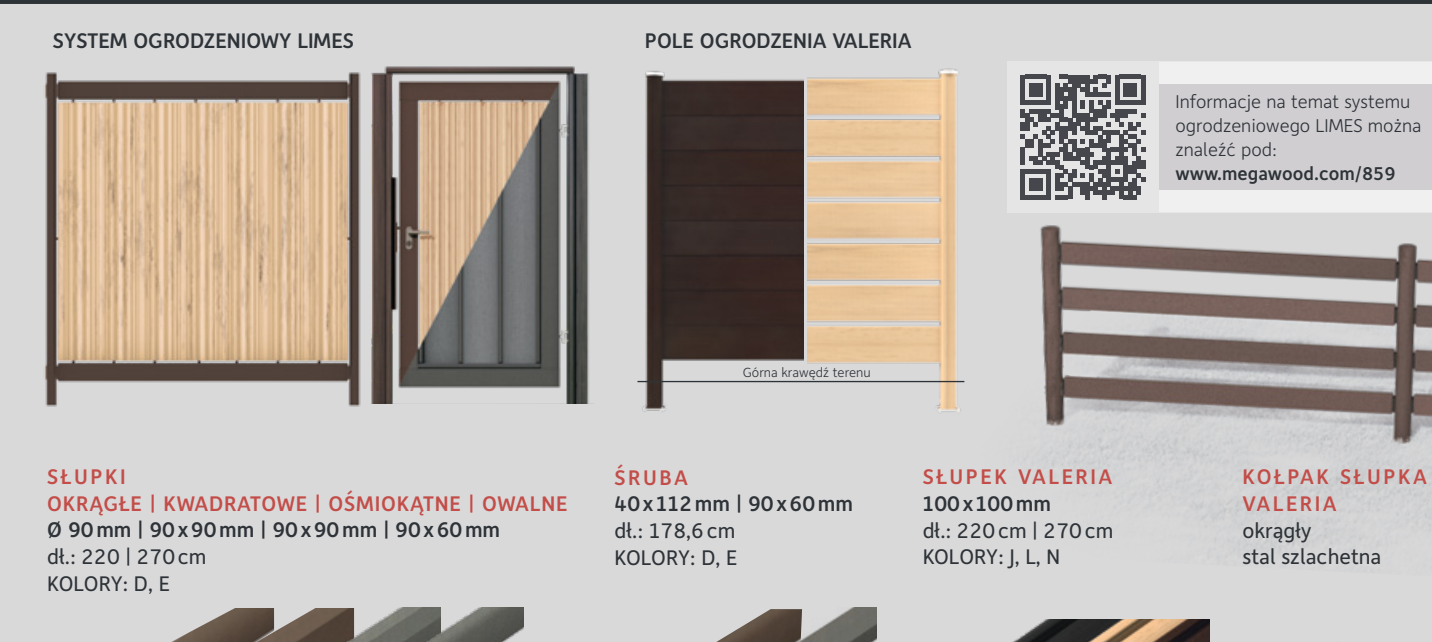 SYSTEM OGRODZENIOWY LIMES
POLE OGRODZENIA VALERIA
Informacje na temat systemu
ogrodzeniowego LIMES można
znaleźć pod:
www.megawood.com/859
Górna krawędź terenu
SŁUPKI
OKRĄGŁE | KWADRATOWE | OŚMIOKĄTNE | OWALNE
Ø 90 mm | 90 x 90 mm | 90 x 90 mm | 90 x 60 mm
dł.: 220 | 270 cm
KOLORY: D, E
ŚRUBA
40 x 112 mm | 90 x 60 mm
dł.: 178,6 cm
KOLORY: D, E
SŁUPEK VALERIA
100 x 100 mm
dł.: 220 cm | 270 cm
KOLORY: J, L, N
KOŁPAK SŁUPKA
VALERIA
okrągły
stal szlachetna